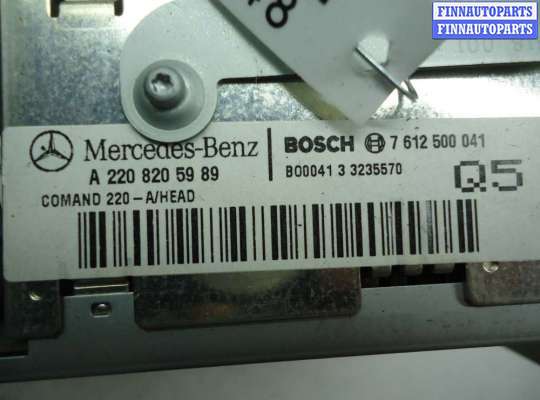 FINNAUTOPARTS
FINNAUTOPARTS
Mercedes-Benz
BOSCH 7 612 500 041
A 220 820 59 89
BO0041 3 3235570
COMAND 220-A/HEAD
Q5